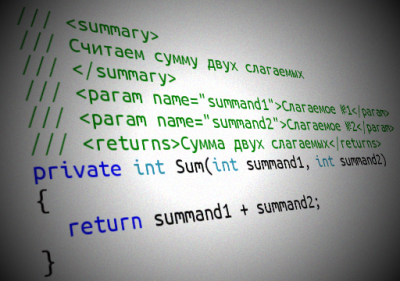 /// <summary>
/// Считаем сумму двух слагаемых
/// </summary>
/// <param name="summand1">Слагаемое №1</param>
/// <param name="summand2">Слагаемое №2</param>
/// <returns>Сумма двух слагаемых</returns>
private int Sum(int summand1, int summand2)
{
return summand1 + summand2;
}